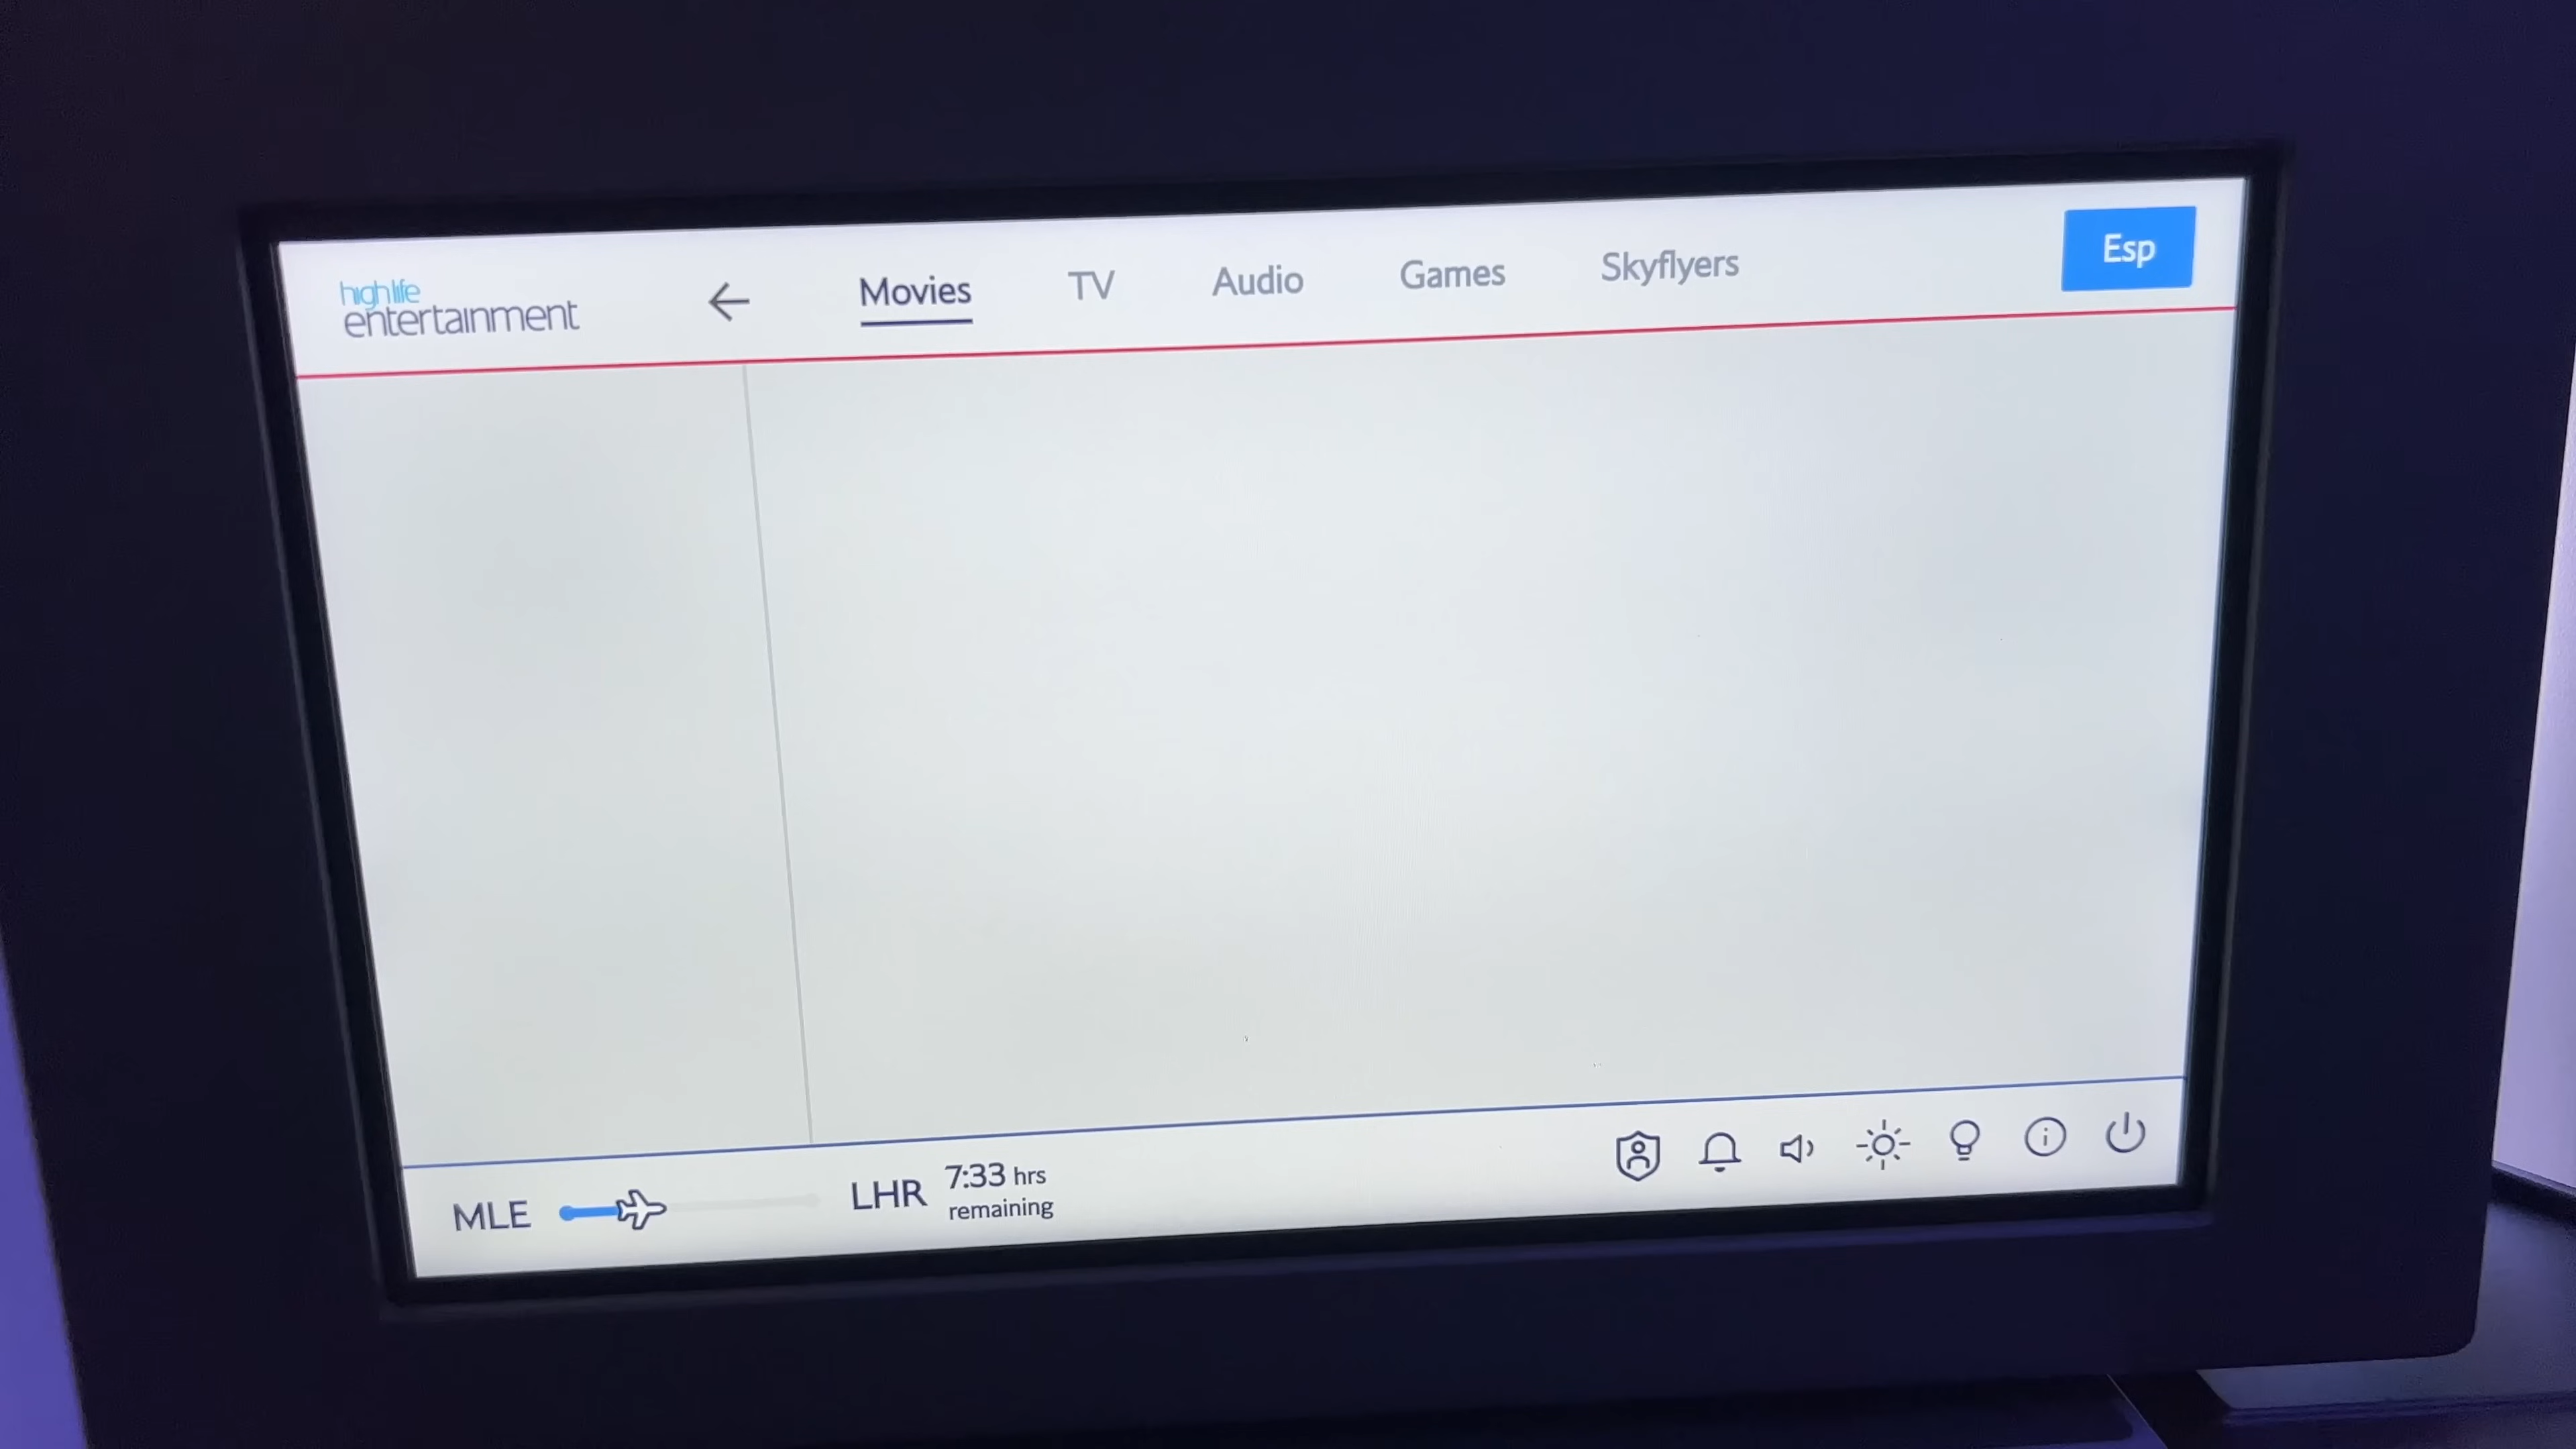 high life
entertainment
Movies
TV
Audio
Games
Skyflyers
Esp
MLE
LHR
7:33 hrs
remaining